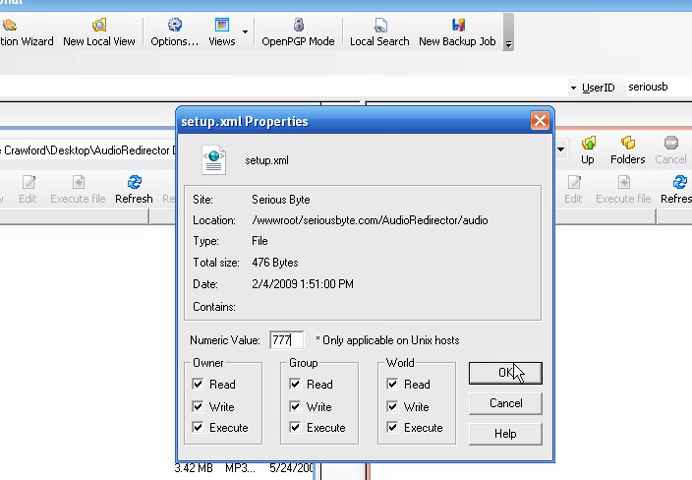 tion Wizard New Local View Options... Views OpenPGP Mode Local Search New Backup Job
UserID seriousb
setup.xml Properties
Crawford\Desktop\AudioRedirector
Up Folders Cancel
Edit Execute file Refresh
Edit Execute file Refres
setup.xml
Site: Serious Byte
Location: /wwwroot/seriousbyte.com/AudioRedirector/audio
Type: File
Total size: 476 Bytes
Date: 2/4/2009 1:51:00 PM
Contains:
Numeric Value: 777 * Only applicable on Unix hosts
Owner Group World
Read Read Read
Write Write Write
Execute Execute Execute
OK
Cancel
Help
3.42 MB MP3... 5/24/200